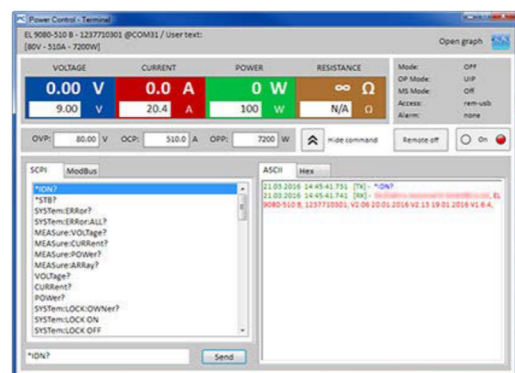 Power Control - Terminal
EL 9080-510 B - 1237710301 @COM31 / User text:
[80V - 510A - 7200W]
Open graph
VOLTAGE CURRENT POWER RESISTANCE
0.00 V 0.0 A 0 W ∞ Ω
9.00 V 20.4 A 100 W N/A Ω
Mode: OFF
OP Mode: UIP
MS Mode: Off
Access: rem-usb
Alarm: none
OVP: 80.00 V OCP: 510.0 A OPP: 7200 W Hide command Remote off On
SCPI ModBus
*IDN?
*STB?
SYSTem:ERRor?
SYSTem:ERRor:ALL?
MEASure:VOLTage?
MEASure:CURRent?
MEASure:POWer?
MEASure:ARRay?
VOLTage?
CURRent?
POWer?
SYSTem:LOCK:OWNer?
SYSTem:LOCK ON
SYSTem:LOCK OFF
*IDN? Send
ASCII Hex
21.03.2016 14:45:41.731 [TX] - *IDN?
21.03.2016 14:45:41.741 [RX] - EL
9080-510 B, 1237710301, V2.06 20.01.2016 V2.13 19.01.2016 V1.6.4,